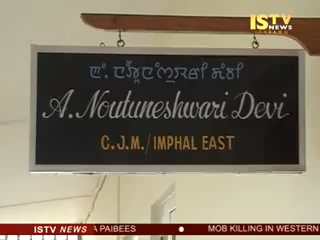 ISTV
NEWS
A. Noutuneshwari Devi
C.J.M./IMPHAL EAST
ISTV NEWS
A PAIBEES
MOB KILLING IN WESTERN